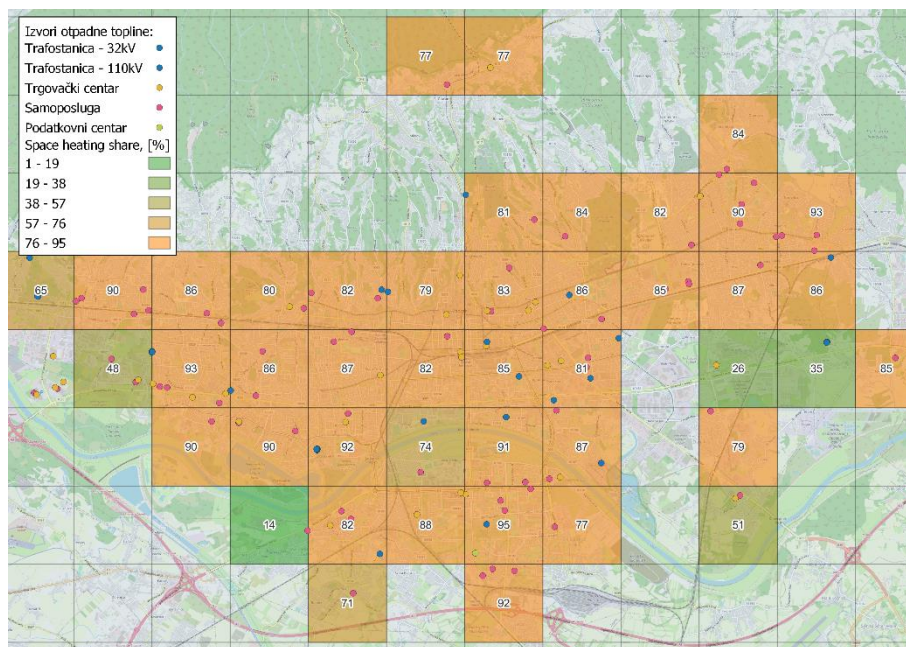 Izvori otpadne topline:
Trafostanica - 32kV
Trafostanica - 110kV
Trgovački centar
Samoposluga
Podatkovni centar
Space heating share, [%]
1 - 19
19 - 38
38 - 57
57 - 76
76 - 95
77 77
84
81 84 82 90 93
65 90 86 80 82 79 83 86 85 87 86
48 93 86 87 82 85 81 26 35 85
90 90 92 74 91 87 79
14 82 88 95 77 51
71 92